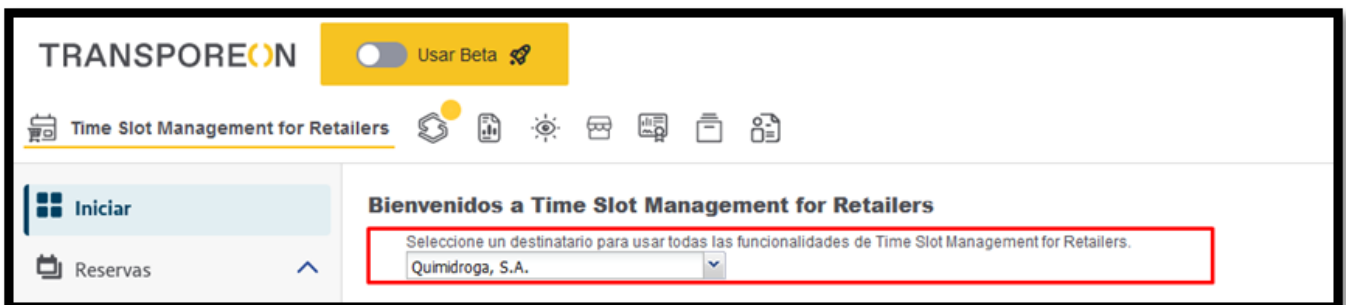 TRANSPOREON
Usar Beta
Time Slot Management for Retailers
Iniciar
Bienvenidos a Time Slot Management for Retailers
Seleccione un destinatario para usar todas las funcionalidades de Time Slot Management for Retailers.
Quimidroga, S.A.
Reservas